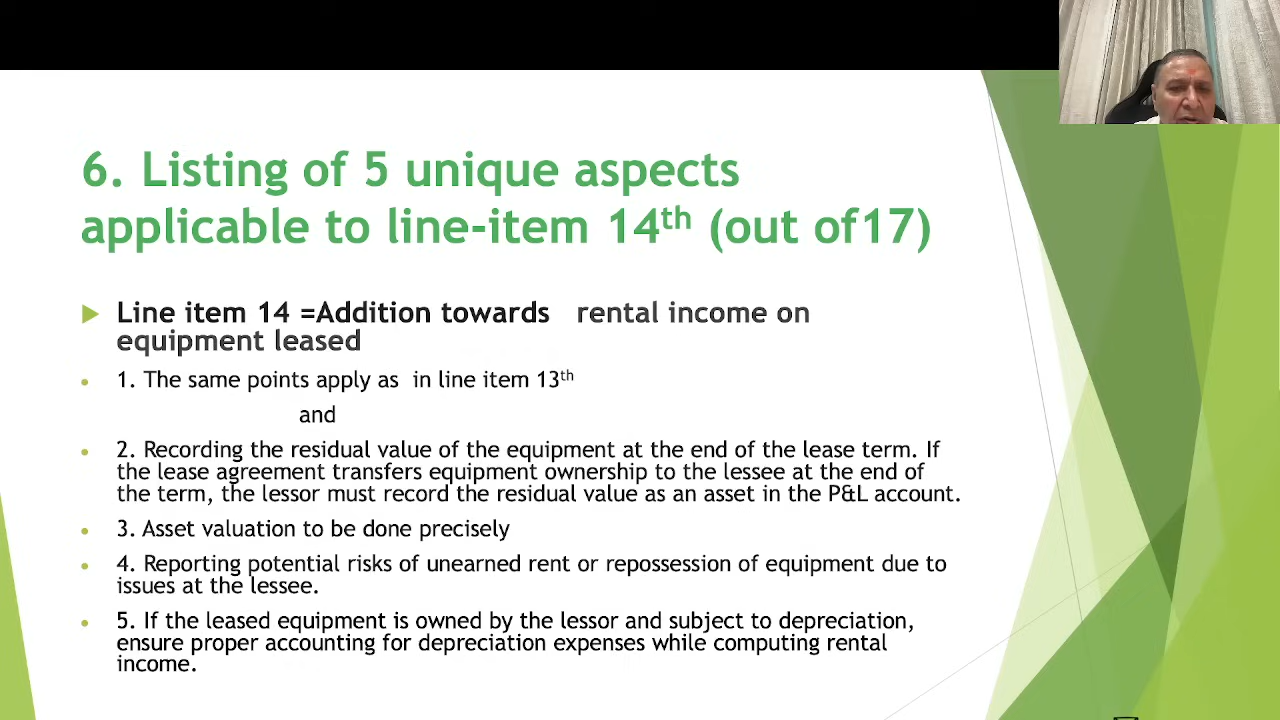 6. Listing of 5 unique aspects
applicable to line-item 14th (out of17)
Line item 14 =Addition towards rental income on
equipment leased
1. The same points apply as in line item 13th
and
2. Recording the residual value of the equipment at the end of the lease term. If
the lease agreement transfers equipment ownership to the lessee at the end of
the term, the lessor must record the residual value as an asset in the P&L account.
3. Asset valuation to be done precisely
4. Reporting potential risks of unearned rent or repossession of equipment due to
issues at the lessee.
5. If the leased equipment is owned by the lessor and subject to depreciation,
ensure proper accounting for depreciation expenses while computing rental
income.